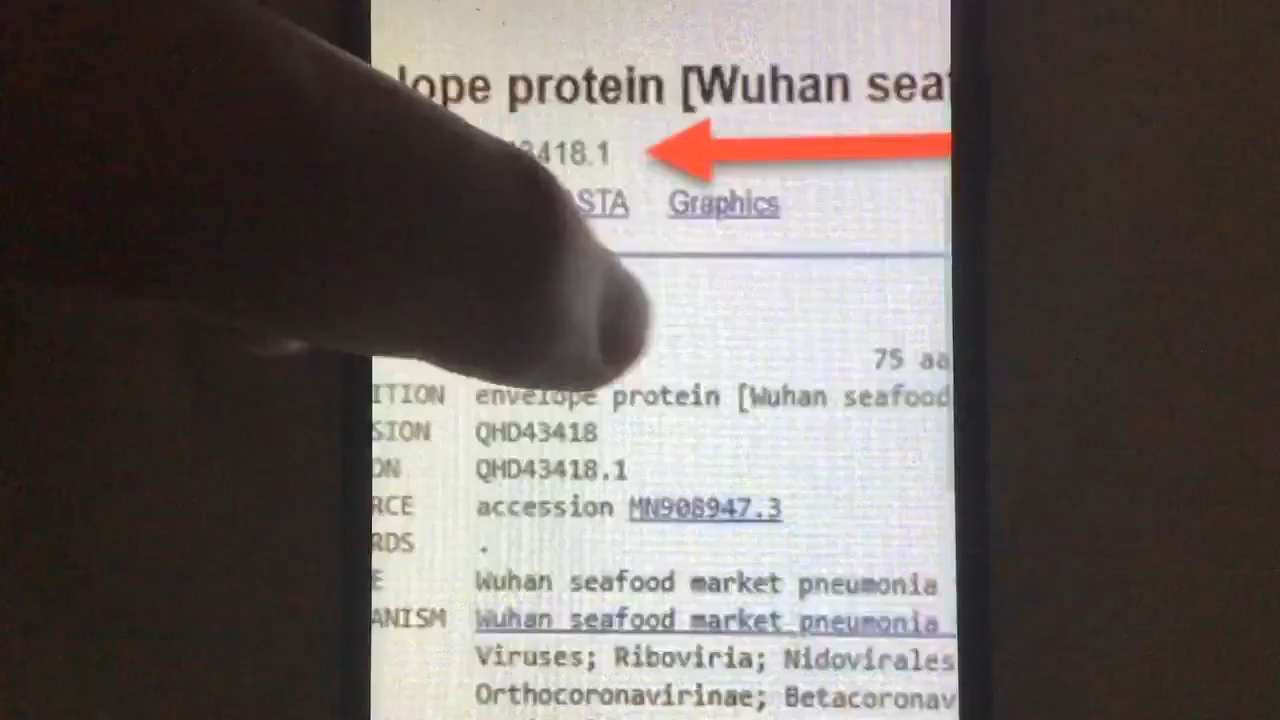 lope protein [Wuhan sea
418.1
STA Graphics
75 aa
ITION envelope protein [Wuhan seafood
SION QHD43418
ON QHD43418.1
RCE accession MN908947.3
RDS .
E Wuhan seafood market pneumonia
ANISM Wuhan seafood market pneumonia
Viruses; Riboviria; Nidovirales
Orthocoronavirinae; Betacoronav